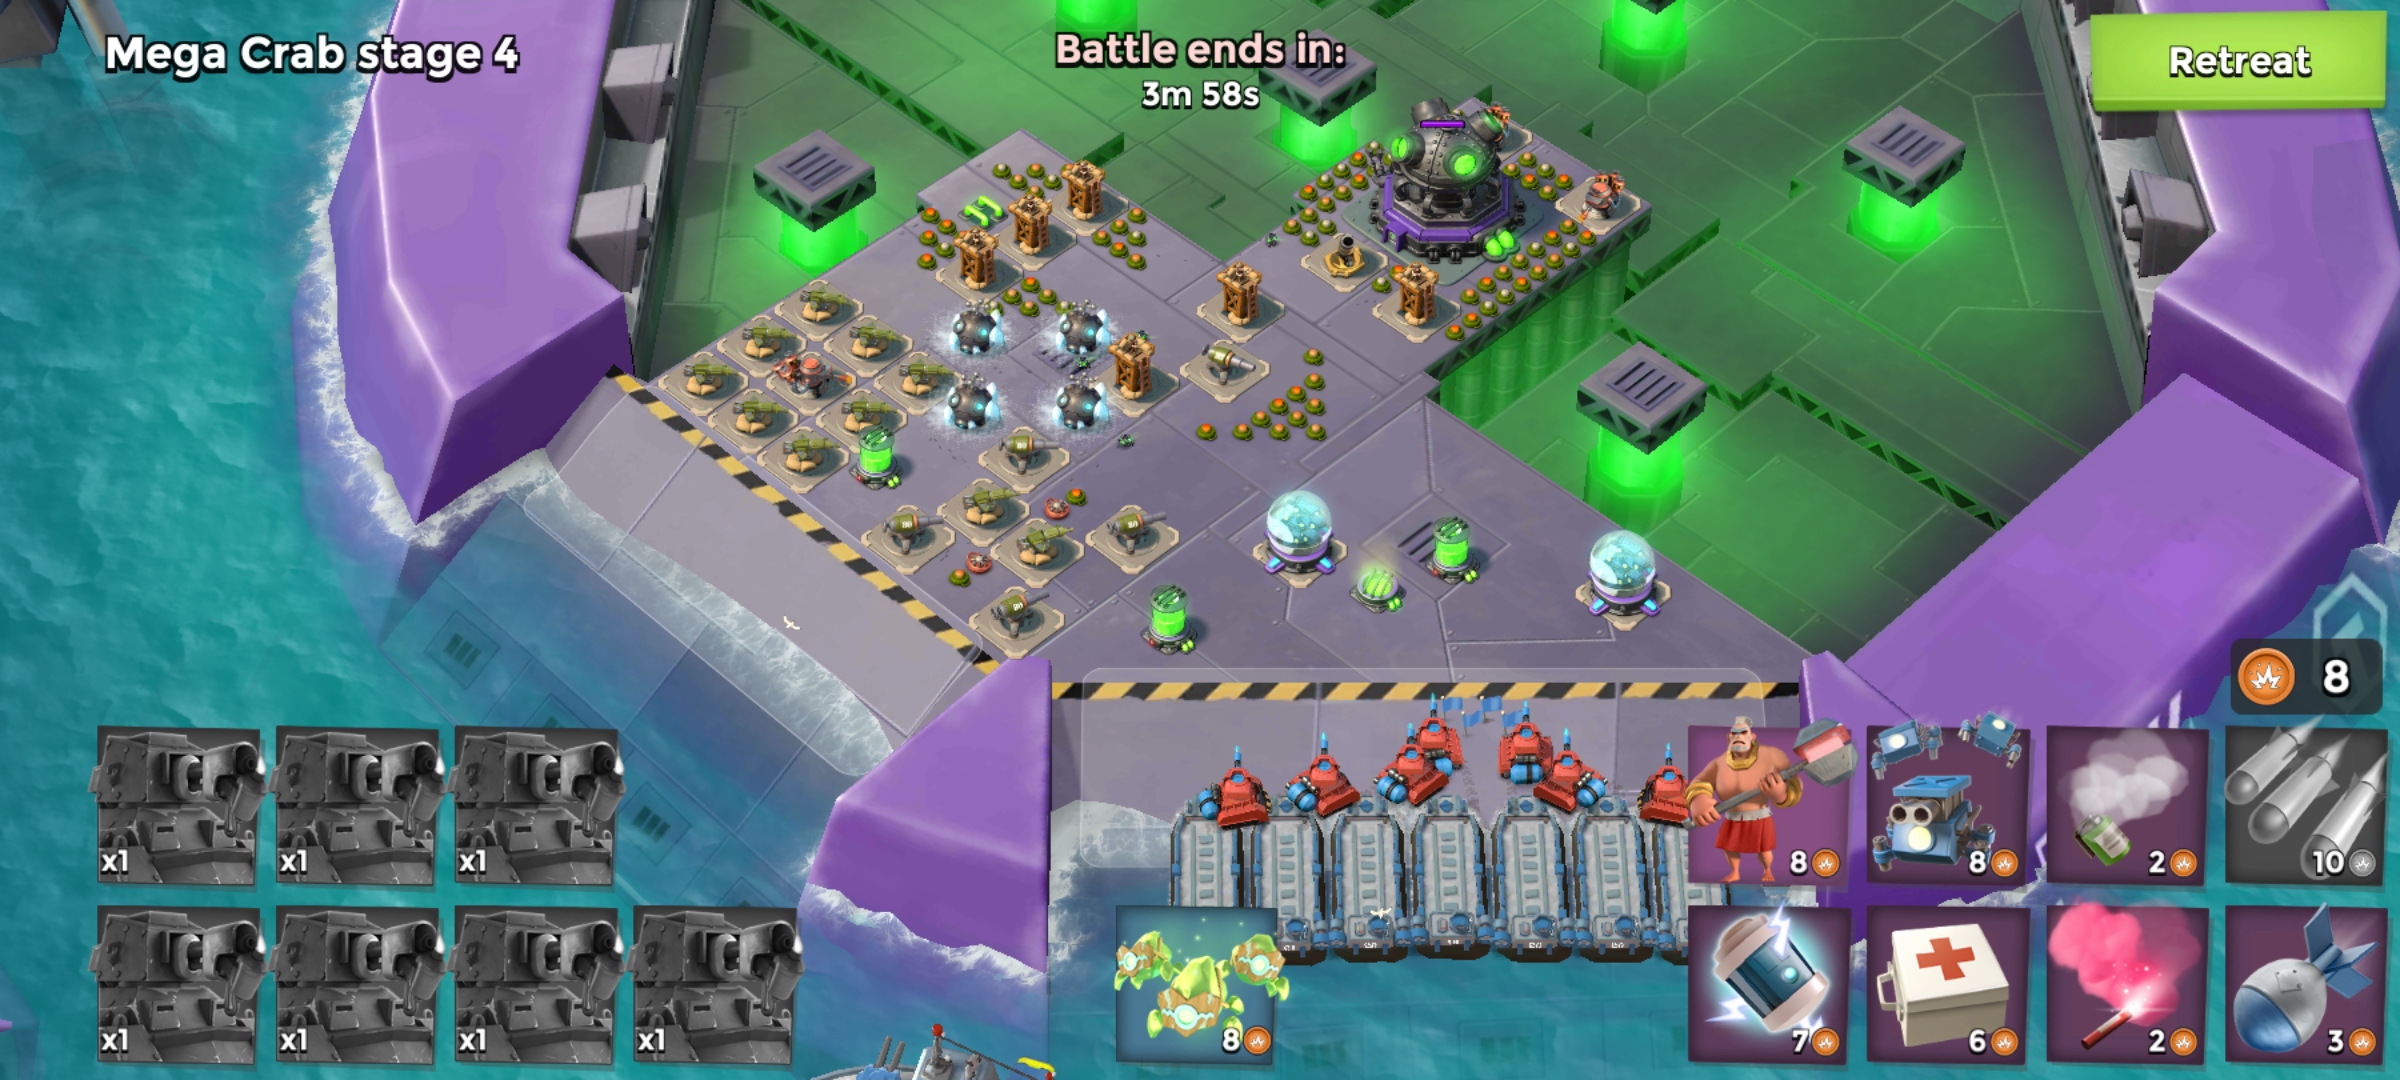 Mega Crab stage 4
Battle ends in:
3m 58s
Retreat
8
x1
x1
x1
8
8
2
10
x1
x1
x1
x1
8
7
6
2
3